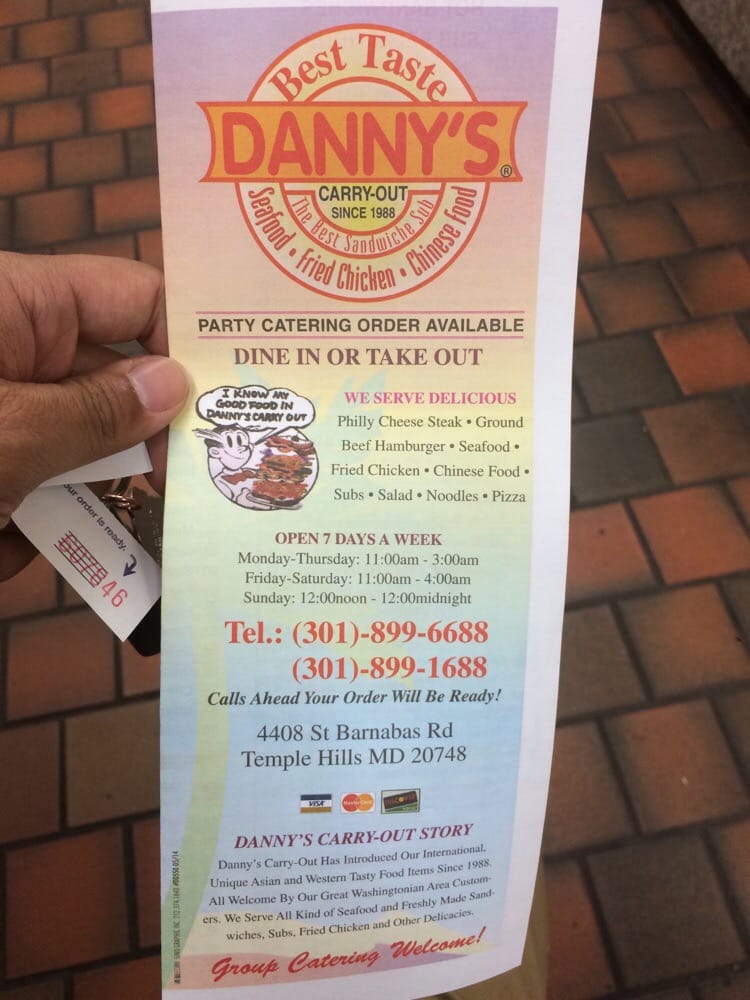 Best Taste
DANNY'S®
CARRY-OUT
SINCE 1988
The Best Sandwiche Sub
Seafood • Fried Chicken • Chinese Food
PARTY CATERING ORDER AVAILABLE
DINE IN OR TAKE OUT
I KNOW MY
GOOD FOOD IN
DANNY'S CARRY OUT
WE SERVE DELICIOUS
Philly Cheese Steak • Ground
Beef Hamburger • Seafood •
Fried Chicken • Chinese Food •
Subs • Salad • Noodles • Pizza
OPEN 7 DAYS A WEEK
Monday-Thursday: 11:00am - 3:00am
Friday-Saturday: 11:00am - 4:00am
Sunday: 12:00noon - 12:00midnight
Tel.: (301)-899-6688
(301)-899-1688
Calls Ahead Your Order Will Be Ready!
4408 St Barnabas Rd
Temple Hills MD 20748
VISA
MasterCard
DISCOVER
DANNY'S CARRY-OUT STORY
Danny's Carry-Out Has Introduced Our International,
Unique Asian and Western Tasty Food Items Since 1988.
All Welcome By Our Great Washingtonian Area Custom-
ers. We Serve All Kind of Seafood and Freshly Made Sand-
wiches, Subs, Fried Chicken and Other Delicacies.
Group Catering Welcome!
ur order is ready.
46